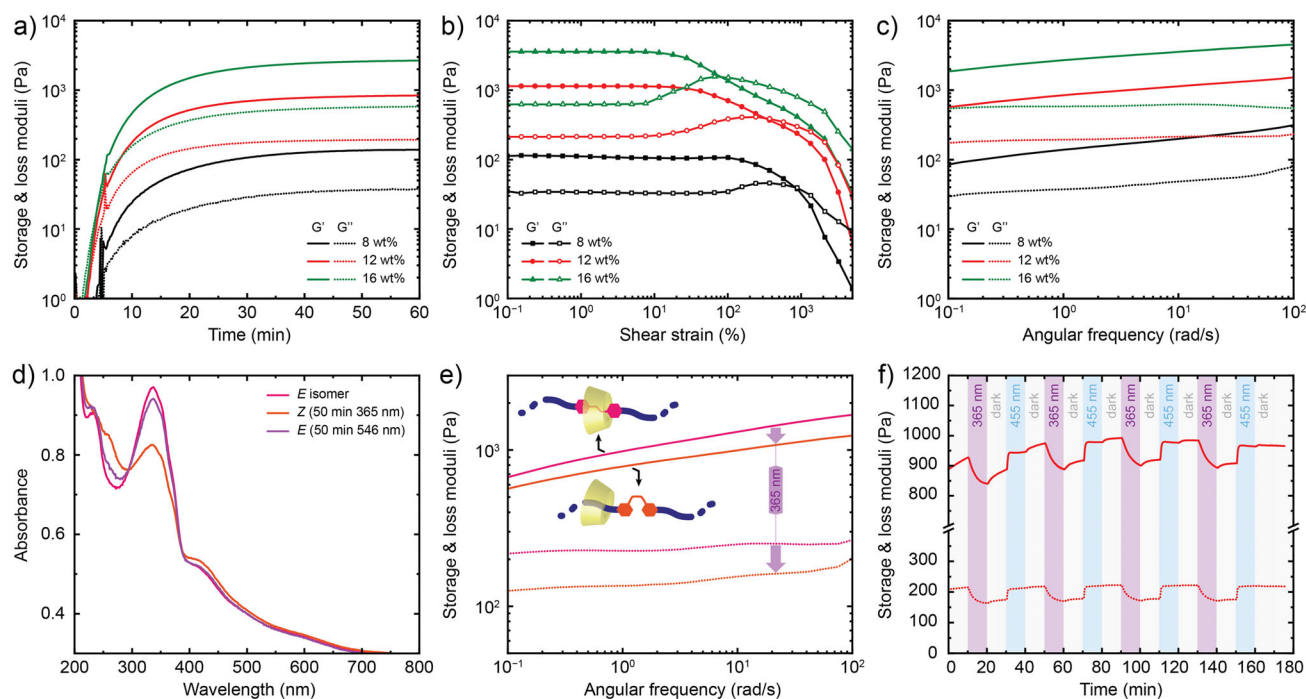 a)
Storage & loss moduli (Pa)
10⁴
10³
10²
10¹
10⁰
G' G''
8 wt%
12 wt%
16 wt%
0 10 20 30 40 50 60
Time (min)
b)
Storage & loss moduli (Pa)
10⁴
10³
10²
10¹
10⁰
G' G''
8 wt%
12 wt%
16 wt%
10⁻¹ 10⁰ 10¹ 10² 10³
Shear strain (%)
c)
Storage & loss moduli (Pa)
10⁴
10³
10²
10¹
10⁰
G' G''
8 wt%
12 wt%
16 wt%
10⁻¹ 10⁰ 10¹ 10²
Angular frequency (rad/s)
d)
Absorbance
1.0
0.8
0.6
0.4
E isomer
Z (50 min 365 nm)
E (50 min 546 nm)
200 300 400 500 600 700 800
Wavelength (nm)
e)
Storage & loss moduli (Pa)
10³
10²
365 nm
10⁻¹ 10⁰ 10¹ 10²
Angular frequency (rad/s)
f)
Storage & loss moduli (Pa)
1200
1100
1000
900
800
300
200
100
0
365 nm dark 455 nm dark 365 nm dark 455 nm dark 365 nm dark 455 nm dark 365 nm dark 455 nm dark
0 20 40 60 80 100 120 140 160 180
Time (min)